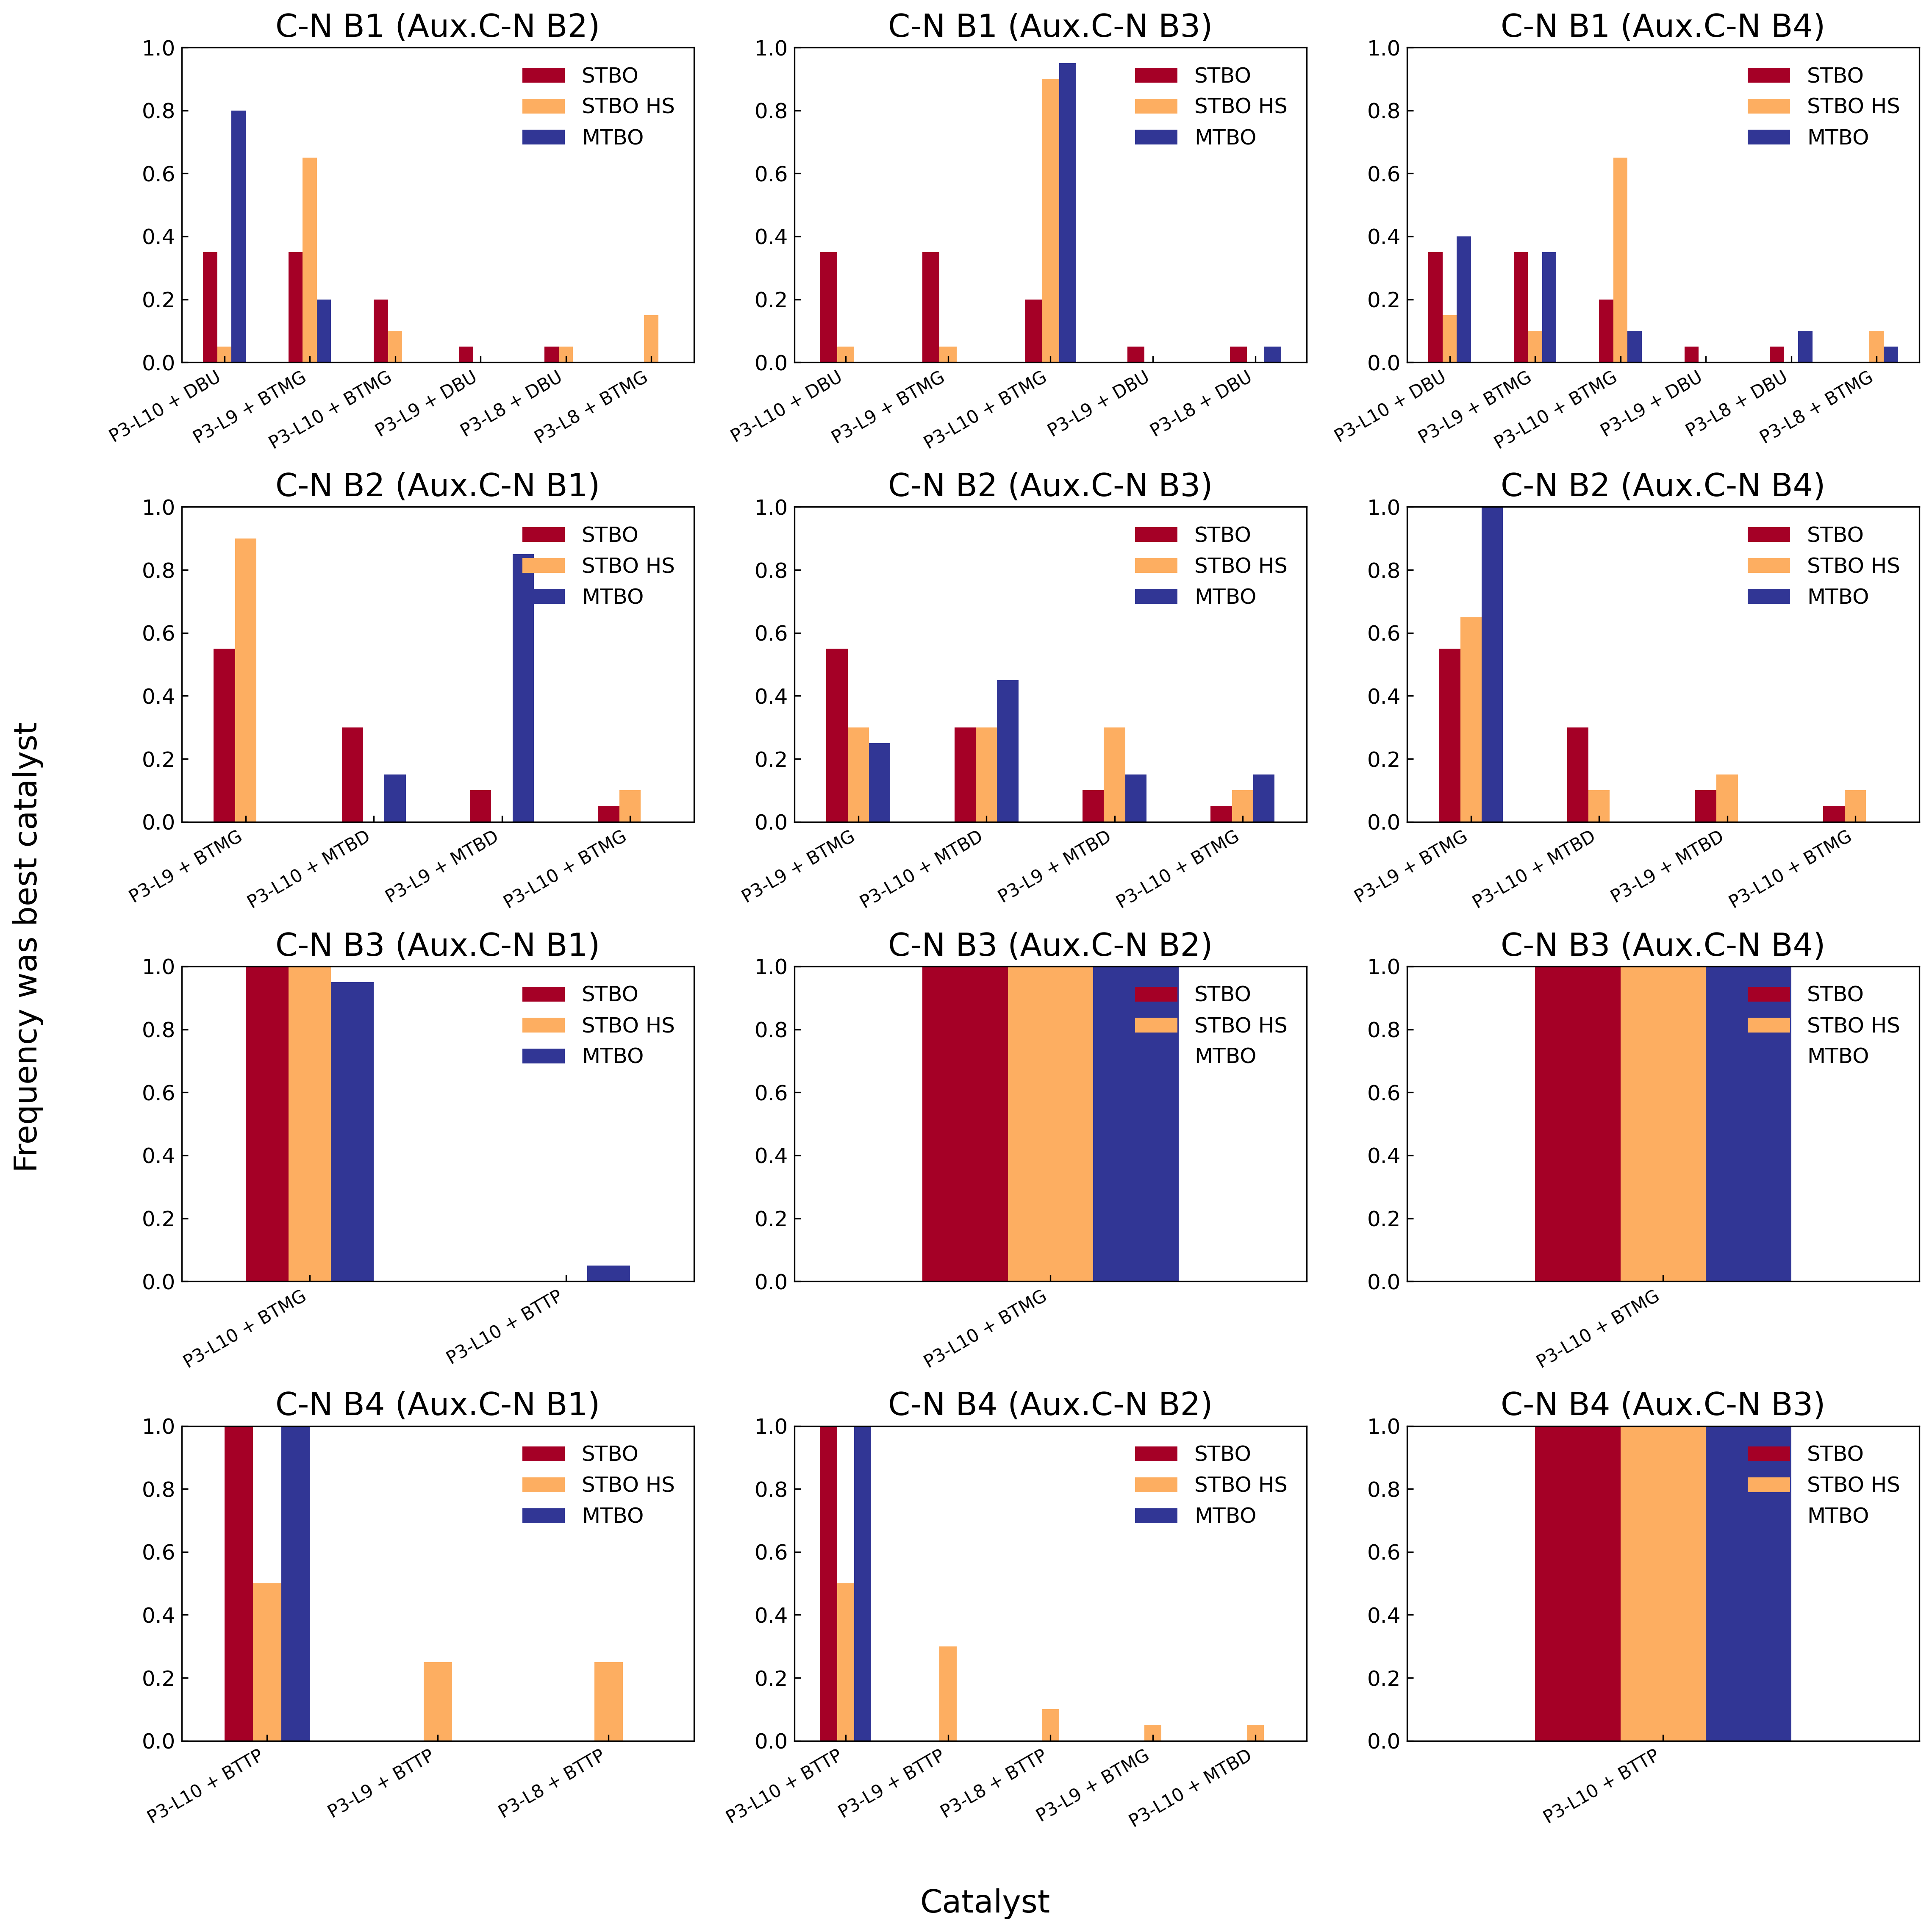 C-N B1 (Aux.C-N B2)
1.0
0.8
0.6
0.4
0.2
0.0
STBO
STBO HS
MTBO
P3-L10 + DBU
P3-L9 + BTMG
P3-L10 + BTMG
P3-L9 + DBU
P3-L8 + DBU
P3-L8 + BTMG
C-N B1 (Aux.C-N B3)
1.0
0.8
0.6
0.4
0.2
0.0
STBO
STBO HS
MTBO
P3-L10 + DBU
P3-L9 + BTMG
P3-L10 + BTMG
P3-L9 + DBU
P3-L8 + DBU
C-N B1 (Aux.C-N B4)
1.0
0.8
0.6
0.4
0.2
0.0
STBO
STBO HS
MTBO
P3-L10 + DBU
P3-L9 + BTMG
P3-L10 + BTMG
P3-L9 + DBU
P3-L8 + DBU
P3-L8 + BTMG
C-N B2 (Aux.C-N B1)
1.0
0.8
0.6
0.4
0.2
0.0
STBO
STBO HS
MTBO
P3-L9 + BTMG
P3-L10 + MTBD
P3-L9 + MTBD
P3-L10 + BTMG
C-N B2 (Aux.C-N B3)
1.0
0.8
0.6
0.4
0.2
0.0
STBO
STBO HS
MTBO
P3-L9 + BTMG
P3-L10 + MTBD
P3-L9 + MTBD
P3-L10 + BTMG
C-N B2 (Aux.C-N B4)
1.0
0.8
0.6
0.4
0.2
0.0
STBO
STBO HS
MTBO
P3-L9 + BTMG
P3-L10 + MTBD
P3-L9 + MTBD
P3-L10 + BTMG
Frequency was best catalyst
C-N B3 (Aux.C-N B1)
1.0
0.8
0.6
0.4
0.2
0.0
STBO
STBO HS
MTBO
P3-L10 + BTMG
P3-L10 + BTTP
C-N B3 (Aux.C-N B2)
1.0
0.8
0.6
0.4
0.2
0.0
STBO
STBO HS
MTBO
P3-L10 + BTMG
C-N B3 (Aux.C-N B4)
1.0
0.8
0.6
0.4
0.2
0.0
STBO
STBO HS
MTBO
P3-L10 + BTMG
C-N B4 (Aux.C-N B1)
1.0
0.8
0.6
0.4
0.2
0.0
STBO
STBO HS
MTBO
P3-L10 + BTTP
P3-L9 + BTTP
P3-L8 + BTTP
C-N B4 (Aux.C-N B2)
1.0
0.8
0.6
0.4
0.2
0.0
STBO
STBO HS
MTBO
P3-L10 + BTTP
P3-L9 + BTTP
P3-L8 + BTTP
P3-L9 + BTMG
P3-L10 + MTBD
C-N B4 (Aux.C-N B3)
1.0
0.8
0.6
0.4
0.2
0.0
STBO
STBO HS
MTBO
P3-L10 + BTTP
Catalyst